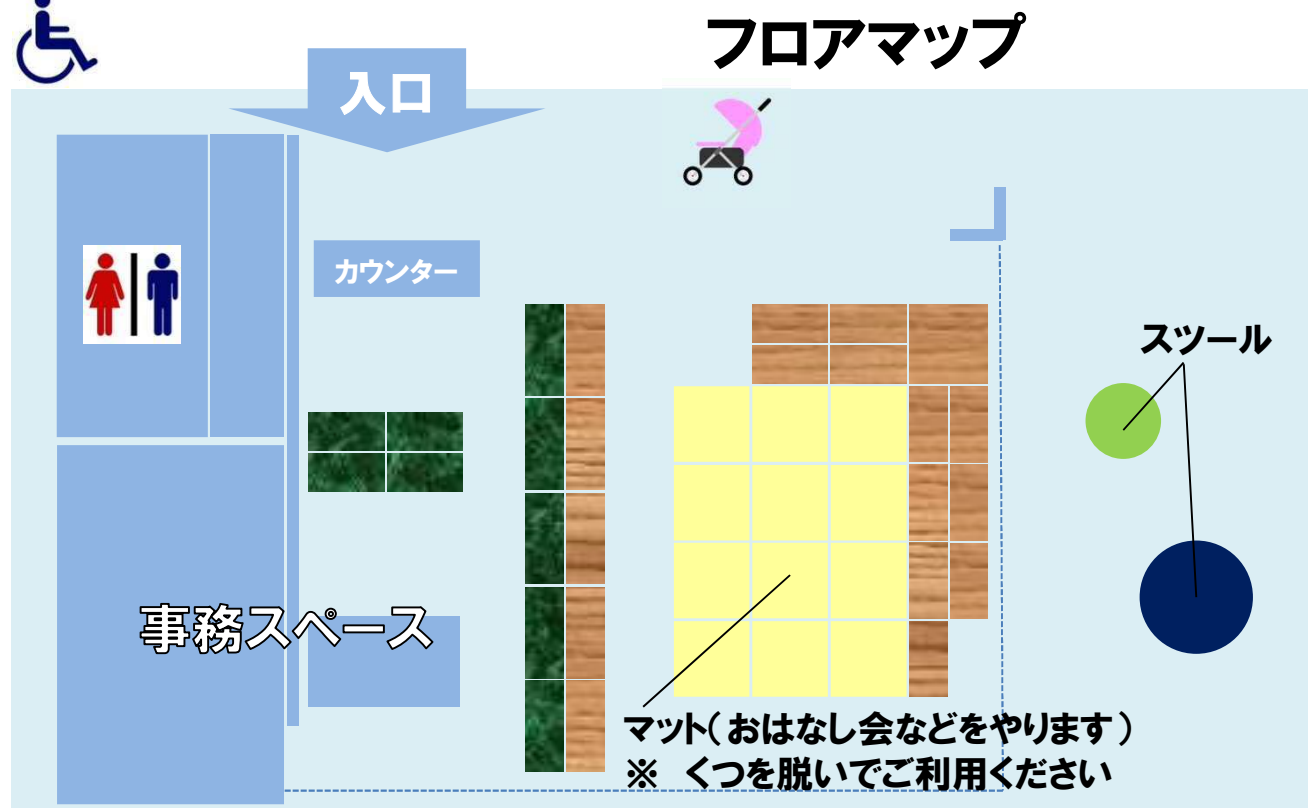 フロアマップ
入口
カウンター
スツール
事務スペース
マット(おはなし会などをやります)
※ くつを脱いでご利用ください